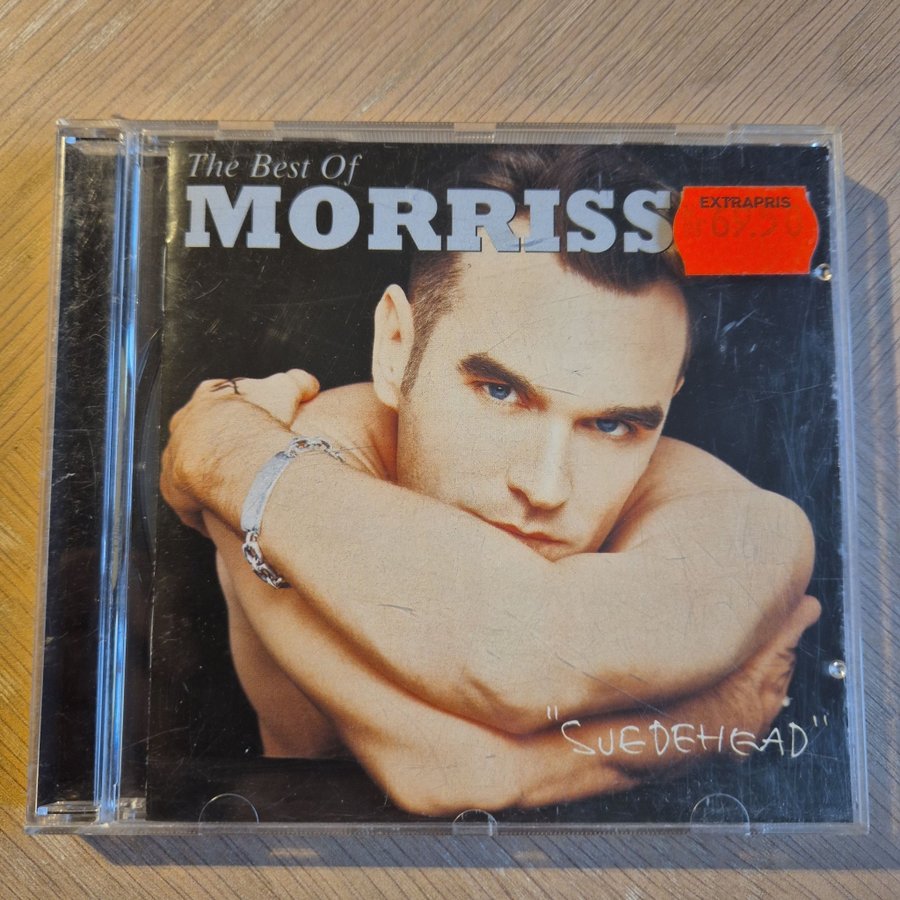 The Best Of
MORRISS
EXTRAPRIS
"SUEDEHEAD"